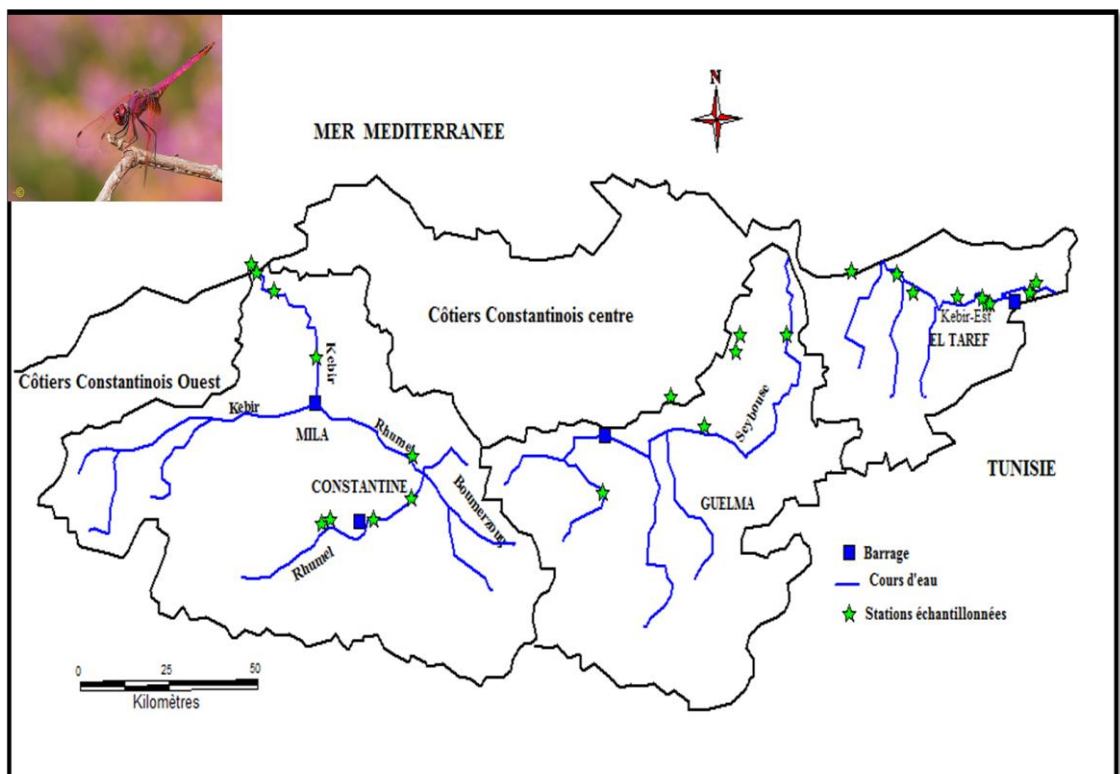 N
MER MEDITERRANEE
Côtiers Constantinois centre
Côtiers Constantinois Ouest
Kebir
Kebir
MILA
Rhumel
CONSTANTINE
Boumerzoug
Rhumel
Seybouse
GUELMA
Kebir-Est
EL TAREF
TUNISIE
Barrage
Cours d'eau
Stations échantillonnées
0 25 50
Kilomètres
©